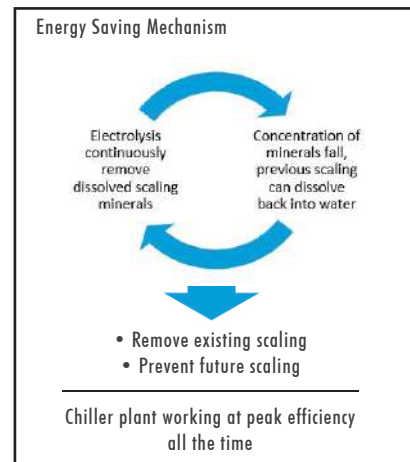 Energy Saving Mechanism
Electrolysis
continuously
remove
dissolved scaling
minerals
Concentration of
minerals fall,
previous scaling
can dissolve
back into water
• Remove existing scaling
• Prevent future scaling
Chiller plant working at peak efficiency
all the time